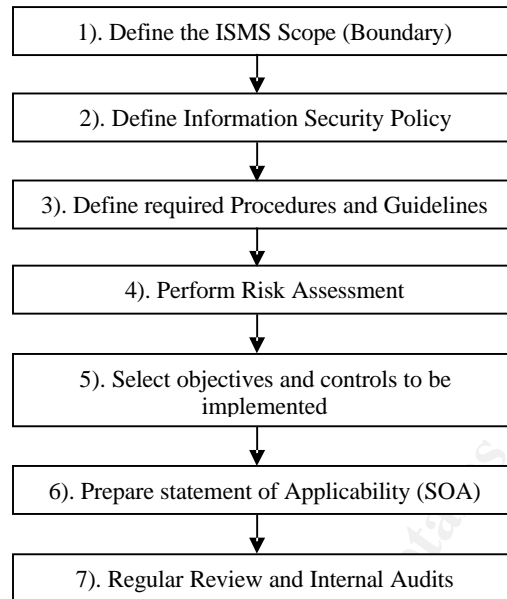 1). Define the ISMS Scope (Boundary)
2). Define Information Security Policy
3). Define required Procedures and Guidelines
4). Perform Risk Assessment
5). Select objectives and controls to be
implemented
6). Prepare statement of Applicability (SOA)
7). Regular Review and Internal Audits